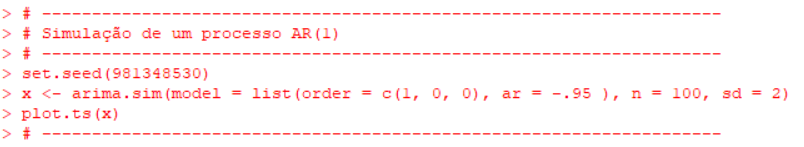 > # --------------------------------------------------------------------
> # Simulação de um processo AR(1)
> # --------------------------------------------------------------------
> set.seed(981348530)
> x <- arima.sim(model = list(order = c(1, 0, 0), ar = -.95 ), n = 100, sd = 2)
> plot.ts(x)
> # --------------------------------------------------------------------